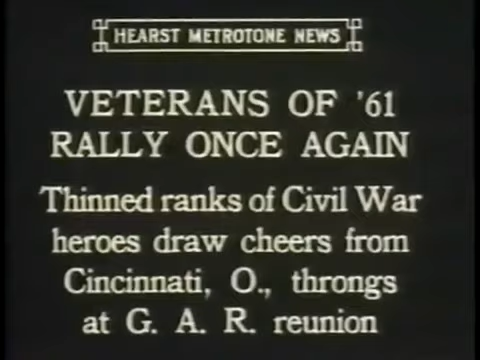 HEARST METROTONE NEWS
VETERANS OF '61
RALLY ONCE AGAIN
Thinned ranks of Civil War
heroes draw cheers from
Cincinnati, O., throngs
at G. A. R. reunion